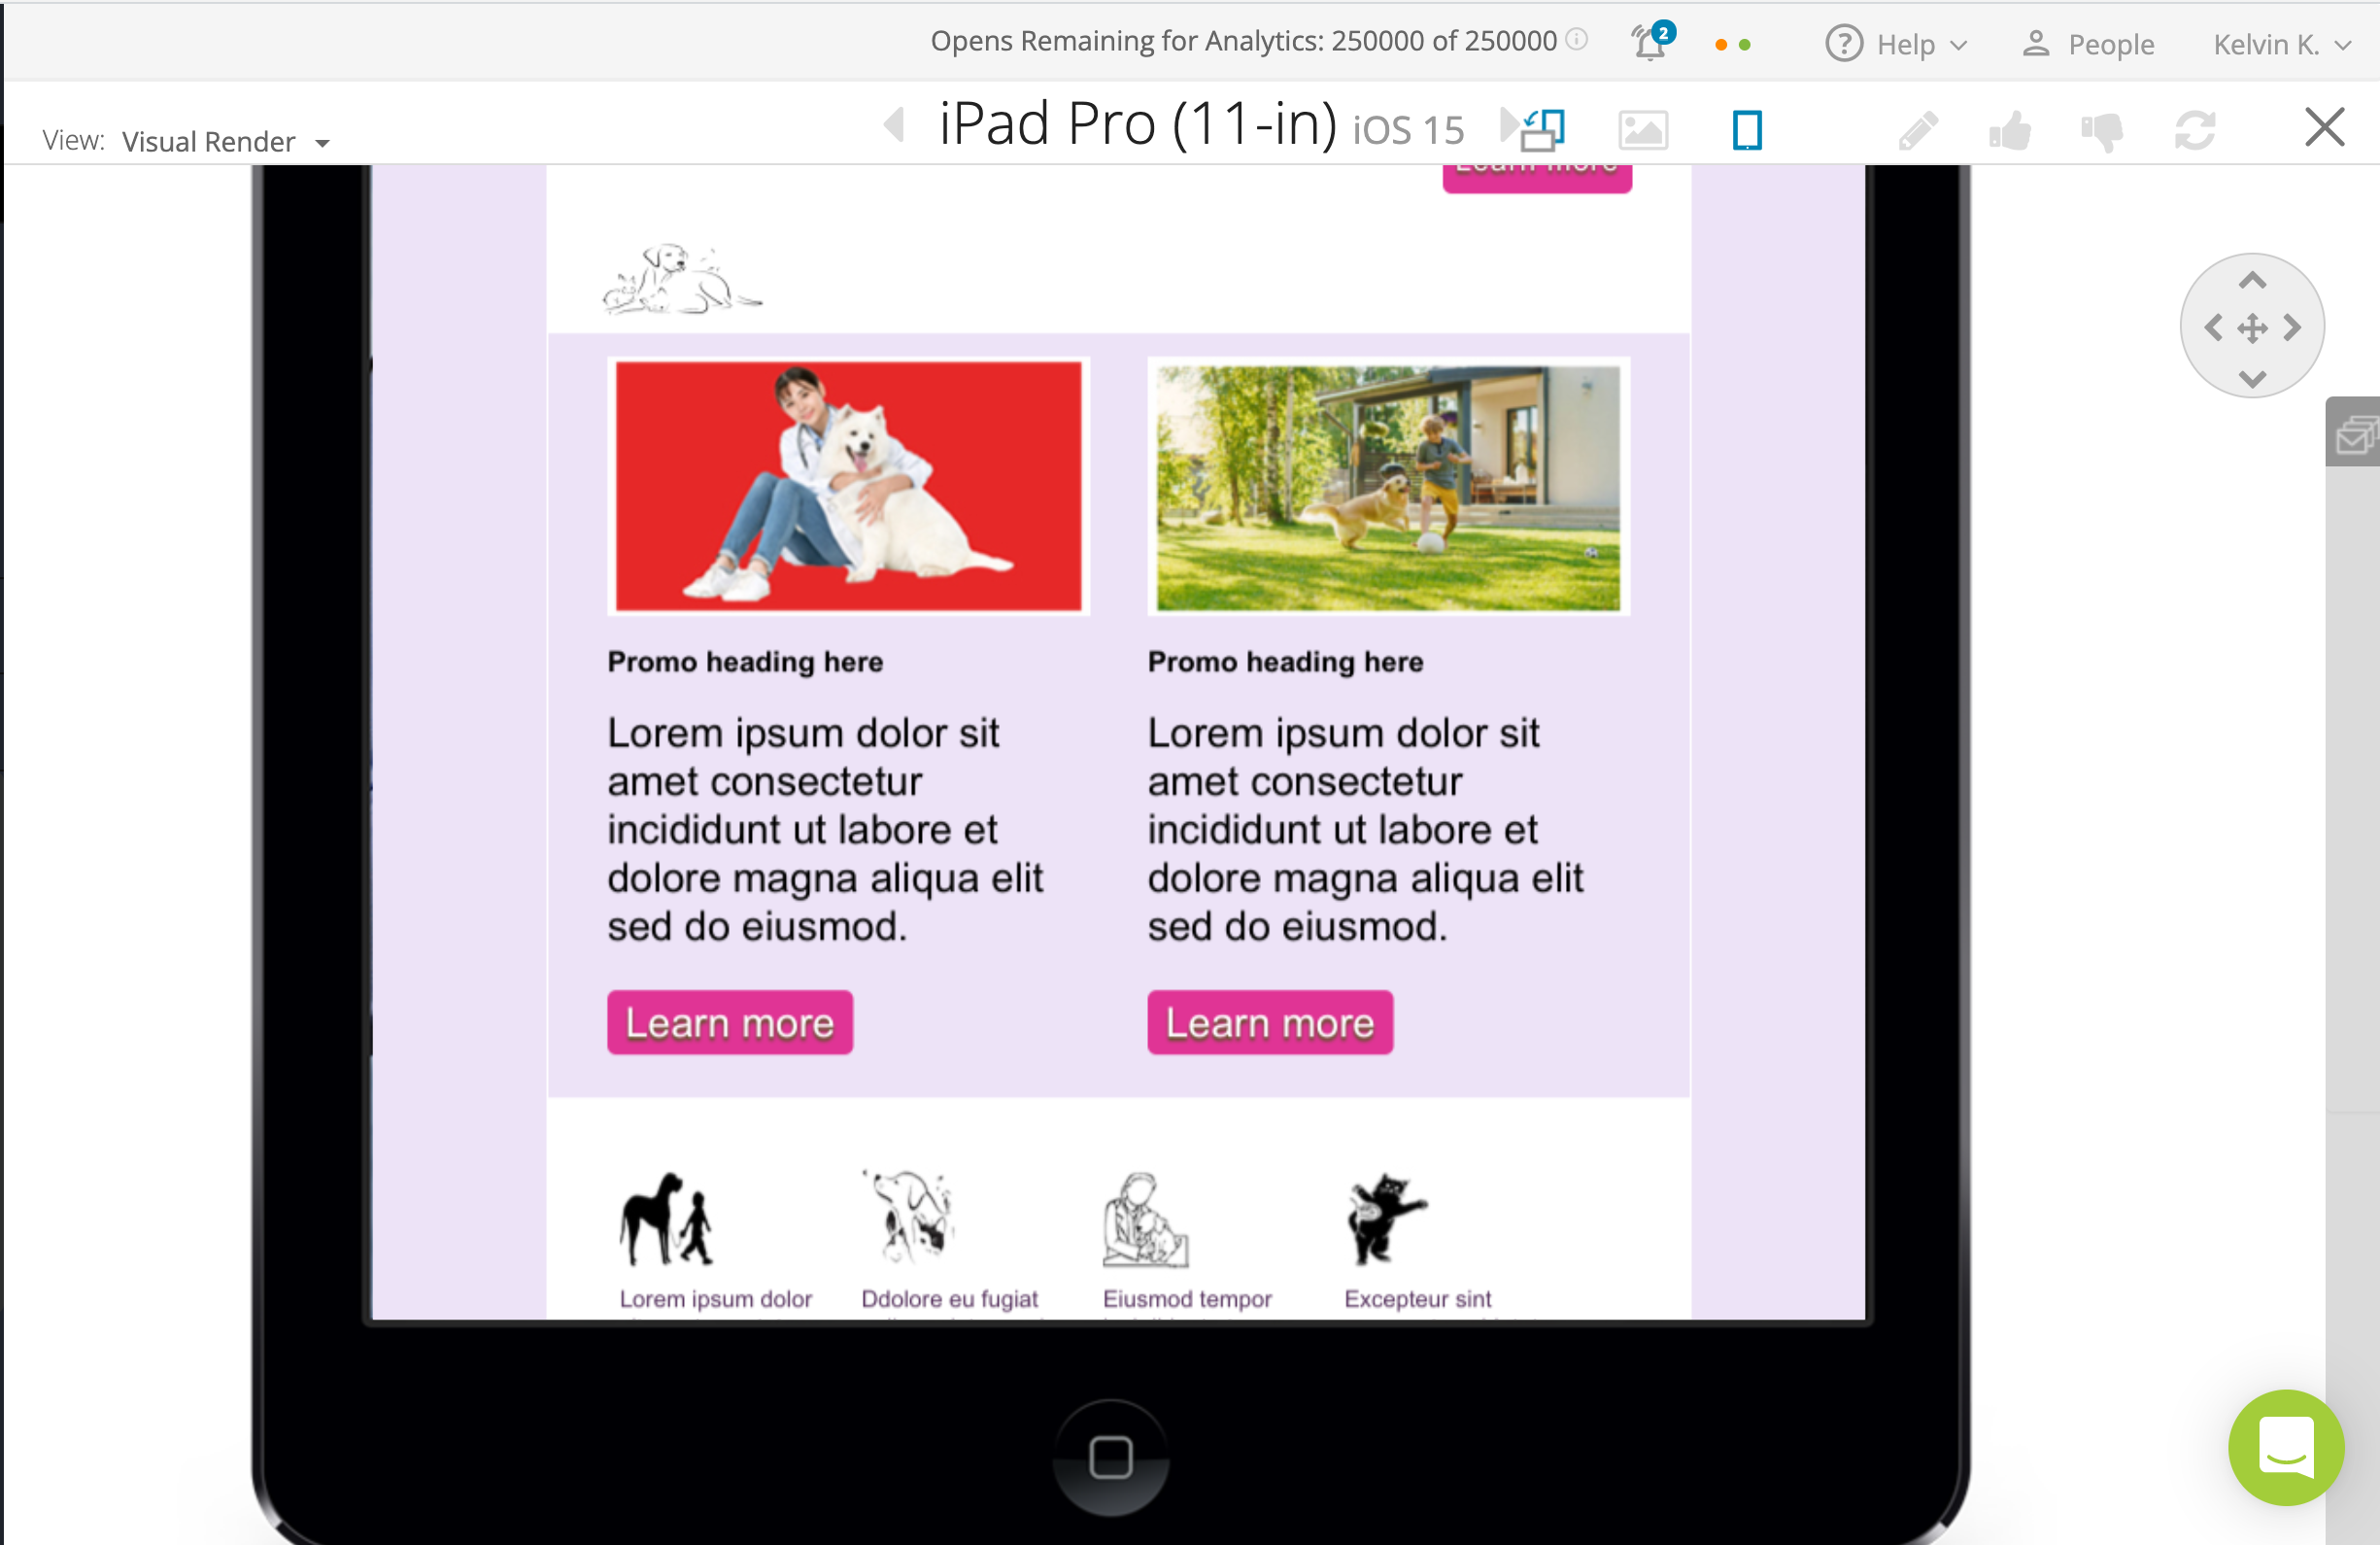 Opens Remaining for Analytics: 250000 of 250000
2
Help
People
Kelvin K.
View: Visual Render
iPad Pro (11-in) iOS 15
Learn more
Promo heading here
Lorem ipsum dolor sit
amet consectetur
incididunt ut labore et
dolore magna aliqua elit
sed do eiusmod.
Learn more
Promo heading here
Lorem ipsum dolor sit
amet consectetur
incididunt ut labore et
dolore magna aliqua elit
sed do eiusmod.
Learn more
Lorem ipsum dolor
Ddolore eu fugiat
Eiusmod tempor
Excepteur sint